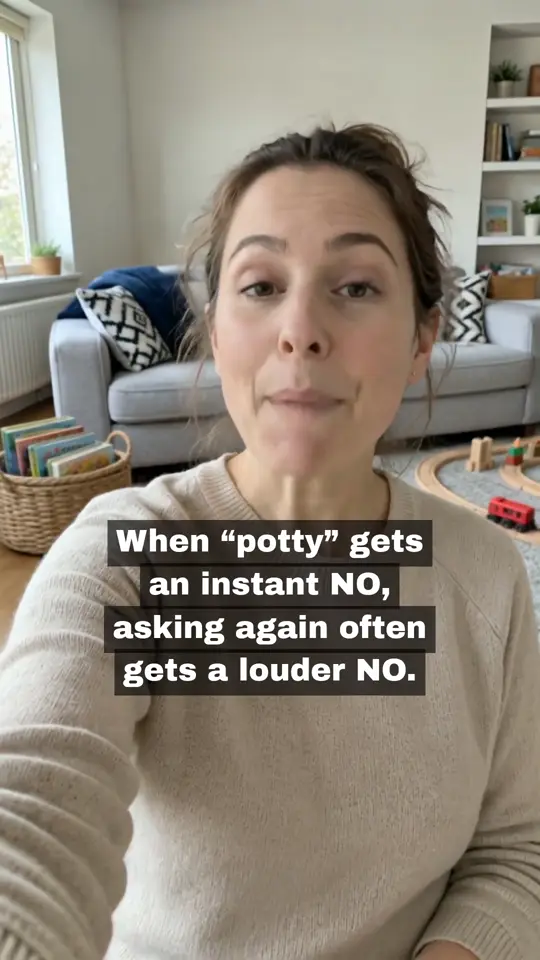 When “potty” gets
an instant NO,
asking again often
gets a louder NO.